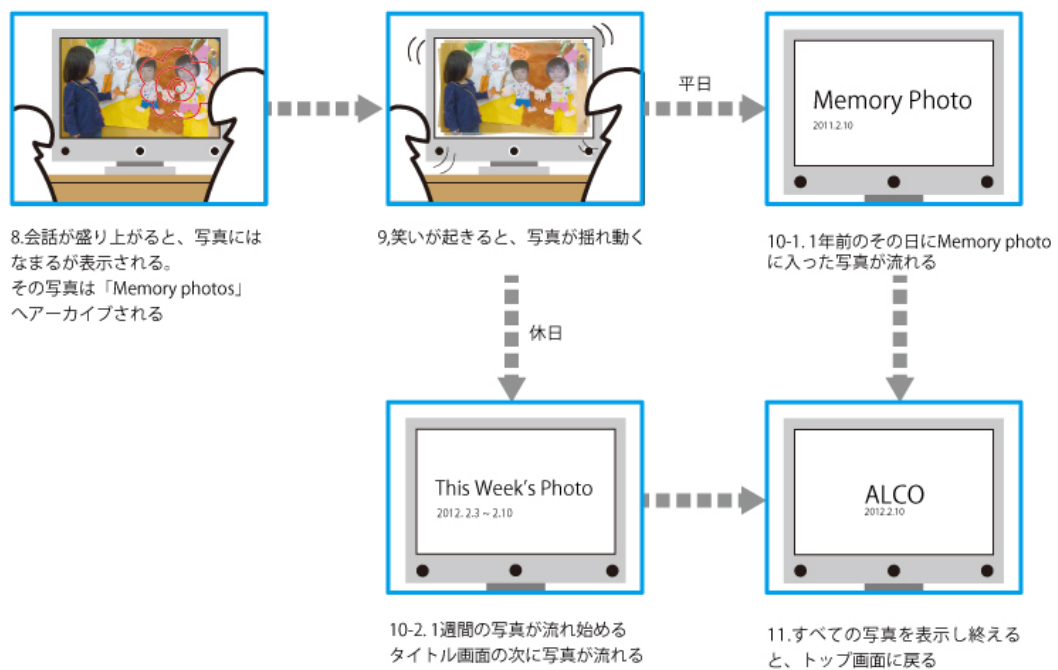 8.会話が盛り上がると、写真には
なまるが表示される。
その写真は「Memory photos」
へアーカイブされる
9,笑いが起きると、写真が揺れ動く
平日
Memory Photo
2011.2.10
10-1. 1年前のその日にMemory photo
に入った写真が流れる
休日
This Week's Photo
2012. 2.3 ~ 2.10
10-2. 1週間の写真が流れ始める
タイトル画面の次に写真が流れる
ALCO
2012.2.10
11.すべての写真を表示し終える
と、トップ画面に戻る